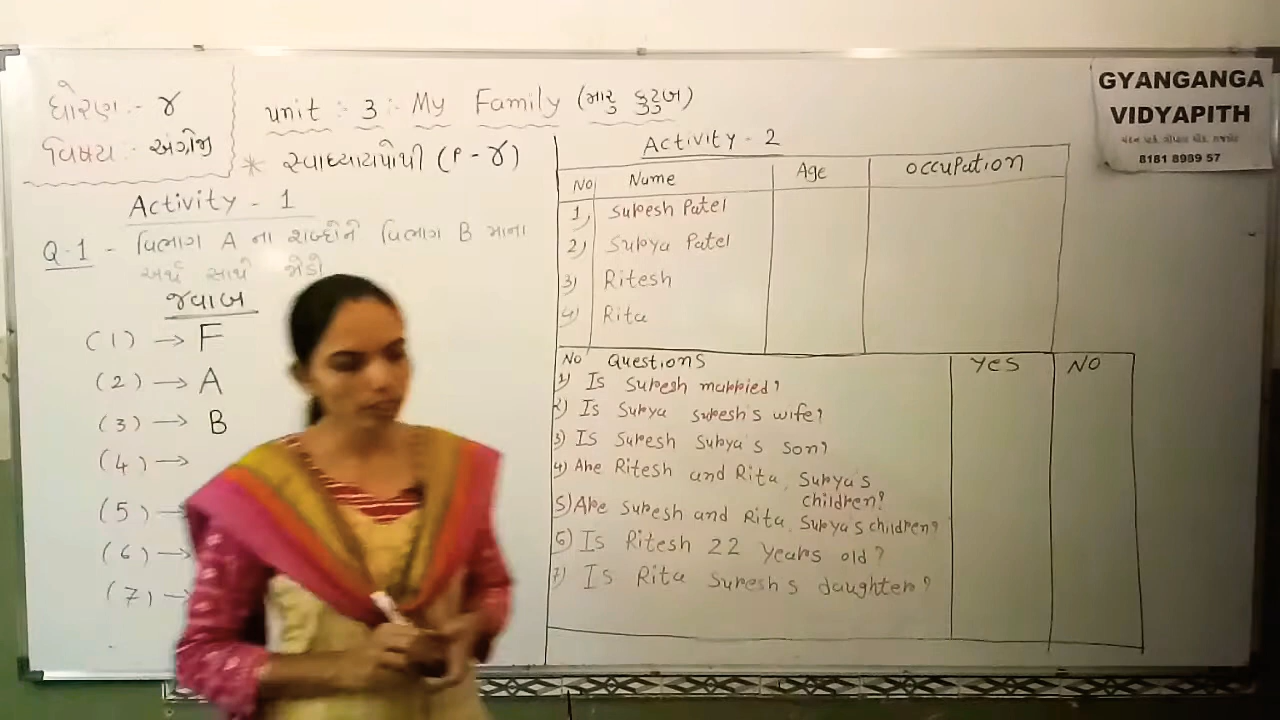 ધોરણ :- ૪
વિષય :- અંગ્રેજી
unit :- 3 :- My Family (મારુ કુટુંબ)
* સ્વાધ્યાયપોથી (P - ૪)
GYANGANGA
VIDYAPITH
8181 8989 57
Activity - 1
Q-1 - વિભાગ A ના શબ્દોને વિભાગ B માના
અર્થ સાથે જોડો
જવાબ
(1) → F
(2) → A
(3) → B
(4) →
(5) →
(6) →
(7) →
Activity - 2
No Name Age Occupation
1) Suresh Patel
2) Surya Patel
3) Ritesh
4) Rita
No Questions Yes No
1) Is Suresh married?
2) Is Surya Suresh's wife?
3) Is Suresh Surya's son?
4) Are Ritesh and Rita, Surya's
children?
5) Are Suresh and Rita, Surya's children?
6) Is Ritesh 22 years old?
7) Is Rita Suresh's daughter?